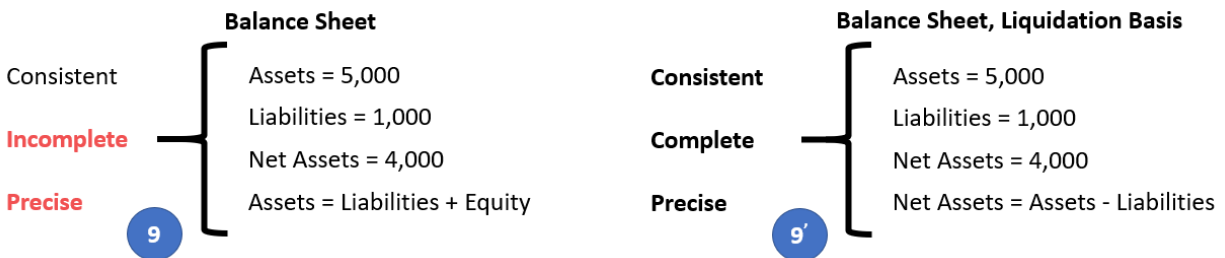 Balance Sheet
Consistent
Incomplete
Precise
Assets = 5,000
Liabilities = 1,000
Net Assets = 4,000
Assets = Liabilities + Equity
9
Balance Sheet, Liquidation Basis
Consistent
Complete
Precise
Assets = 5,000
Liabilities = 1,000
Net Assets = 4,000
Net Assets = Assets - Liabilities
9’